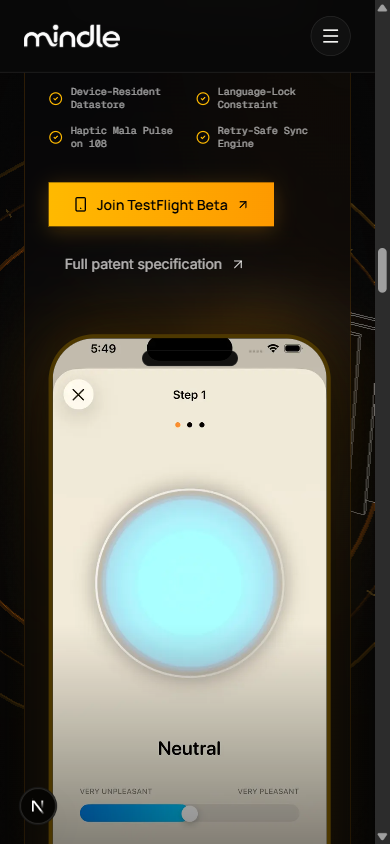 mindle
Device-Resident
Datastore
Language-Lock
Constraint
Haptic Mala Pulse
on 108
Retry-Safe Sync
Engine
Join TestFlight Beta
Full patent specification
5:49
Step 1
Neutral
VERY UNPLEASANT
VERY PLEASANT
N